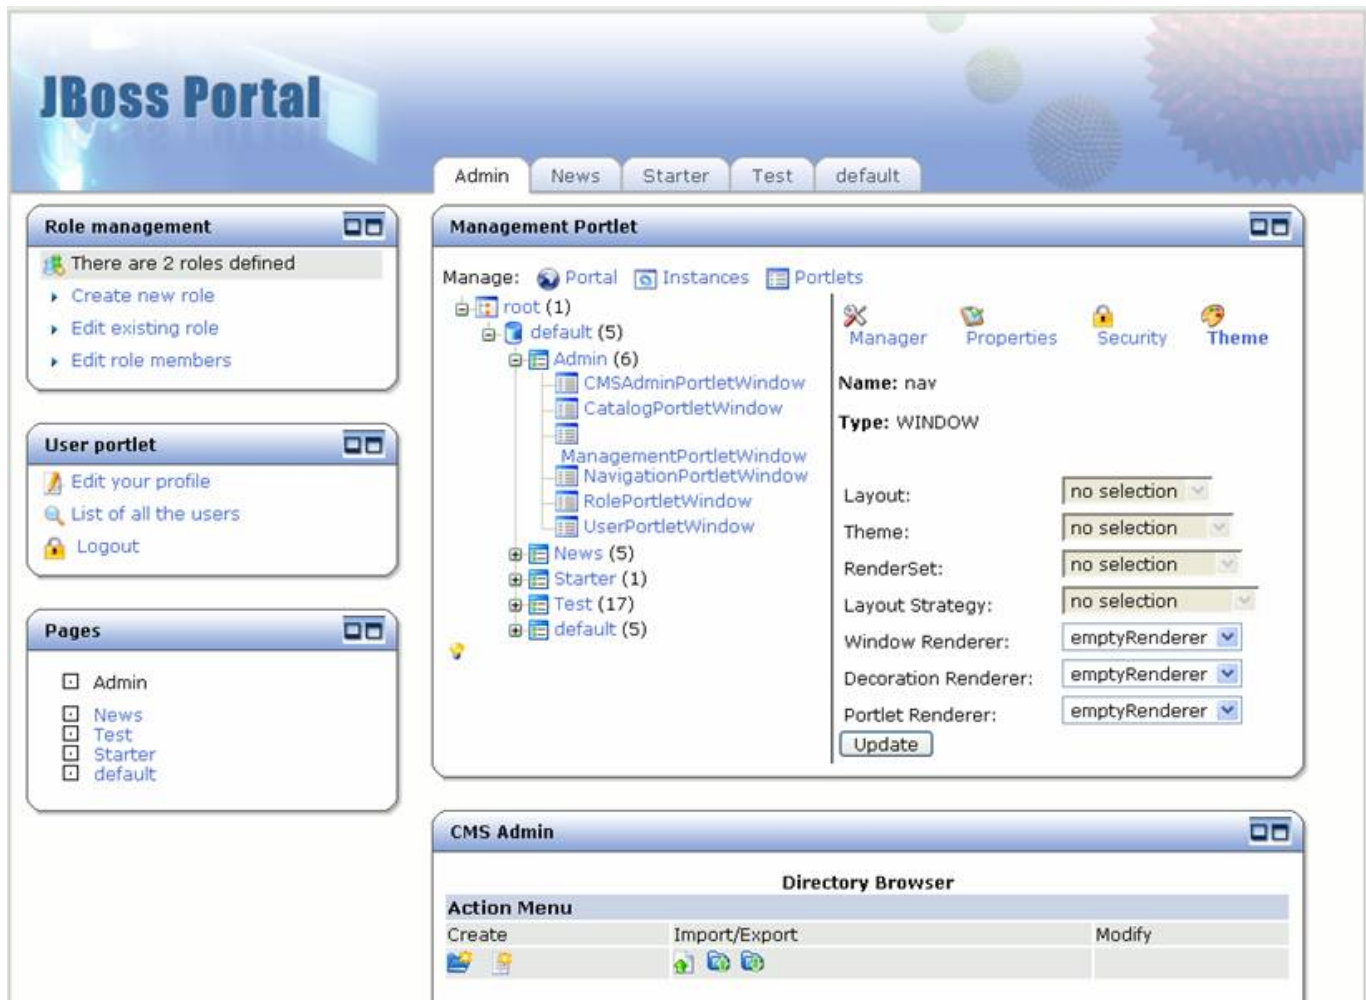 JBoss Portal
Admin News Starter Test default
Role management
There are 2 roles defined
Create new role
Edit existing role
Edit role members
User portlet
Edit your profile
List of all the users
Logout
Pages
Admin
News
Test
Starter
default
Management Portlet
Manage: Portal Instances Portlets
root (1)
default (5)
Admin (6)
CMSAdminPortletWindow
CatalogPortletWindow
ManagementPortletWindow
NavigationPortletWindow
RolePortletWindow
UserPortletWindow
News (5)
Starter (1)
Test (17)
default (5)
Manager Properties Security Theme
Name: nav
Type: WINDOW
Layout: no selection
Theme: no selection
RenderSet: no selection
Layout Strategy: no selection
Window Renderer: emptyRenderer
Decoration Renderer: emptyRenderer
Portlet Renderer: emptyRenderer
Update
CMS Admin
Directory Browser
Action Menu
Create Import/Export Modify